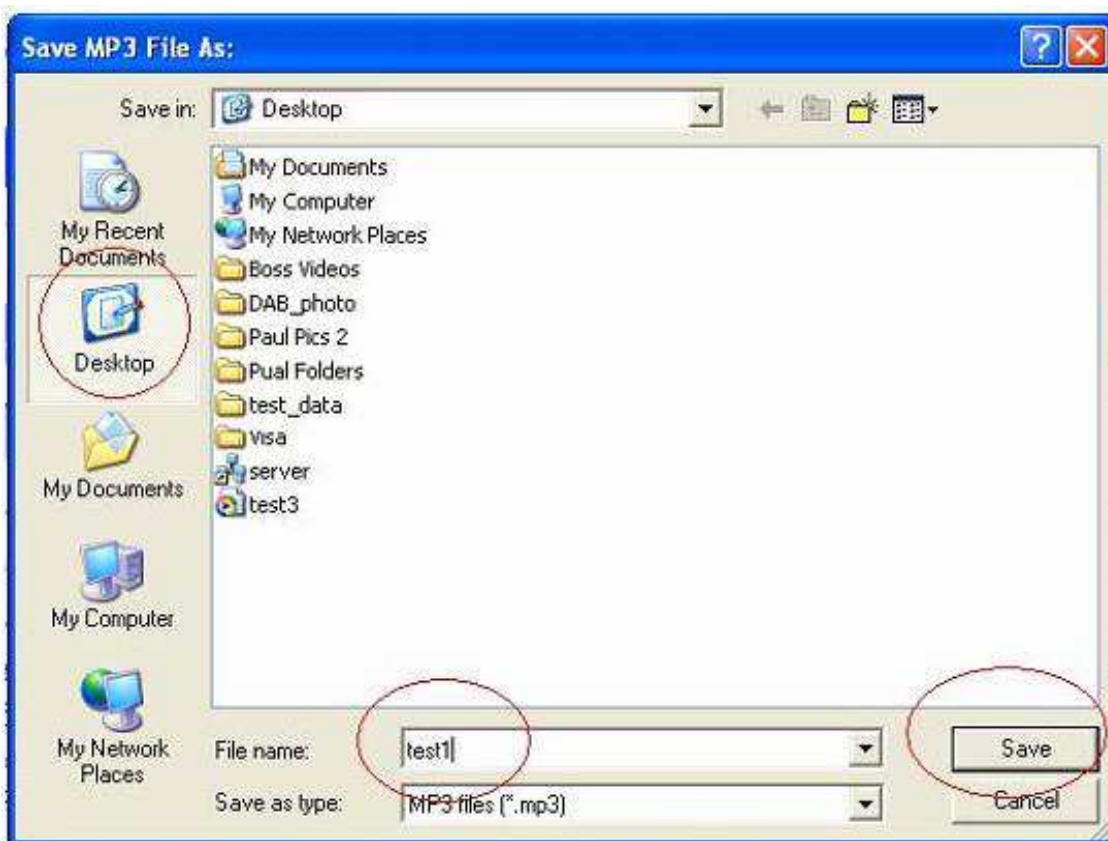 Save MP3 File As:
Save in:
Desktop
My Recent
Documents
Desktop
My Documents
My Computer
My Network
Places
My Documents
My Computer
My Network Places
Boss Videos
DAB_photo
Paul Pics 2
Pual Folders
test_data
visa
server
test3
File name:
test1
Save
Save as type:
MP3 files (*.mp3)
Cancel